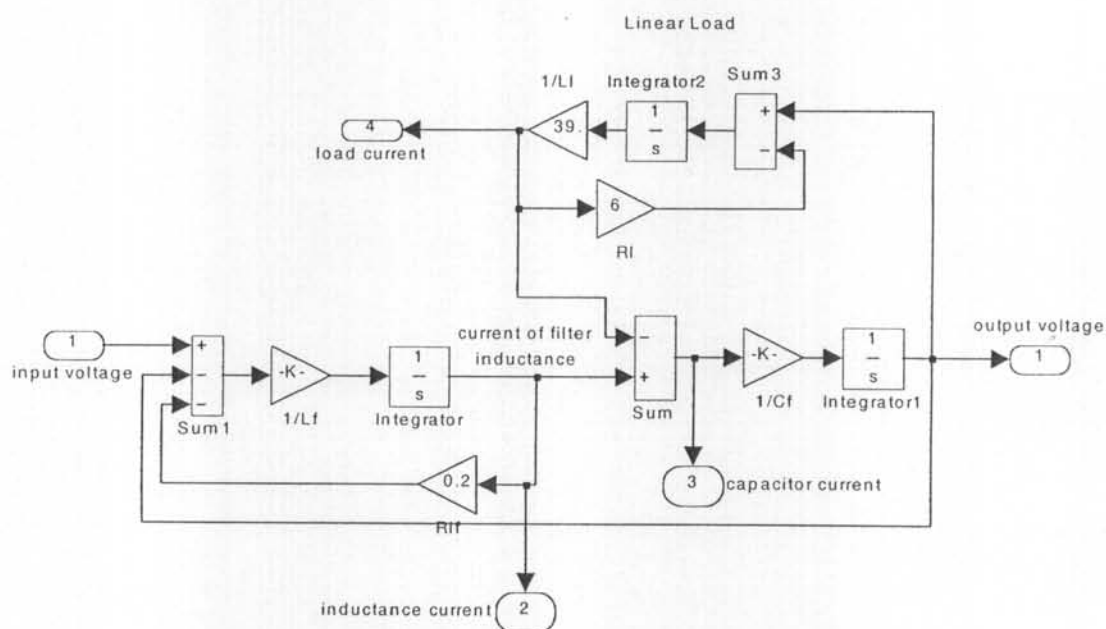 Linear Load
1/Ll
Integrator2
Sum3
4
39.
1
s
+
−
load current
6
Rl
1
input voltage
+
−
−
Sum1
-K-
1/Lf
1
s
Integrator
current of filter
inductance
−
+
Sum
-K-
1/Cf
1
s
Integrator1
output voltage
1
0.2
Rlf
3
capacitor current
inductance current
2